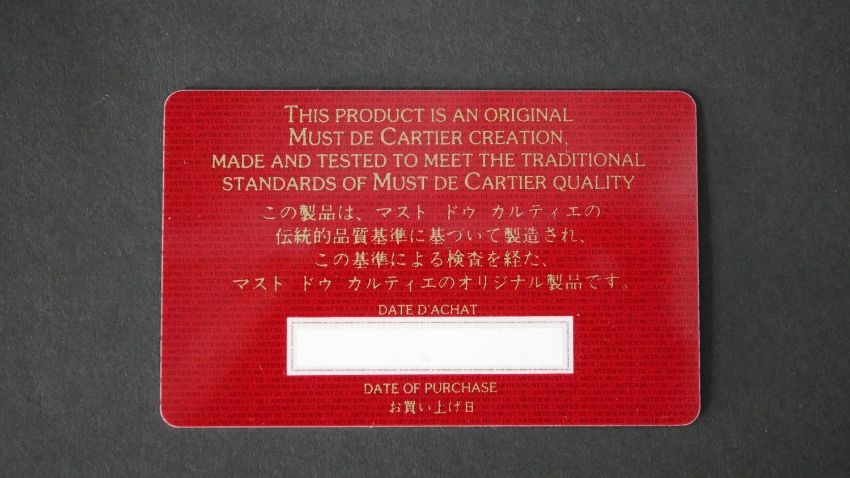 THIS PRODUCT IS AN ORIGINAL
MUST DE CARTIER CREATION,
MADE AND TESTED TO MEET THE TRADITIONAL
STANDARDS OF MUST DE CARTIER QUALITY
この製品は、マスト ドゥ カルティエの
伝統的品質基準に基づいて製造され、
この基準による検査を経た、
マスト ドゥ カルティエのオリジナル製品です。
DATE D'ACHAT
DATE OF PURCHASE
お買い上げ日